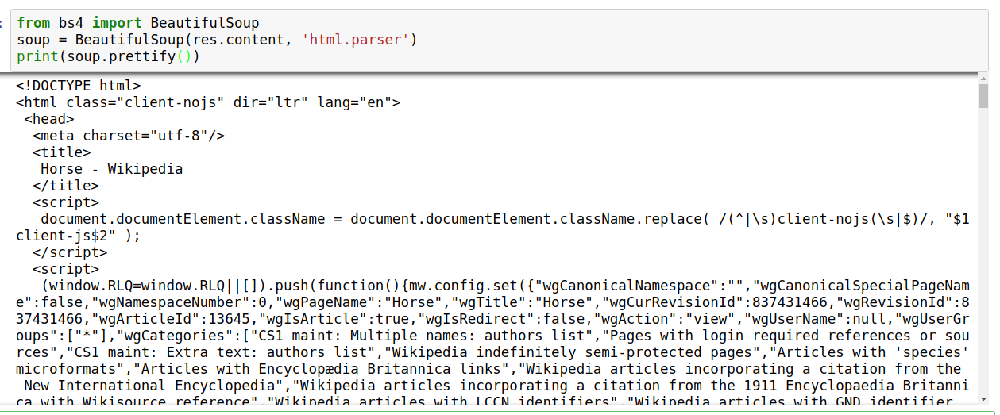 from bs4 import BeautifulSoup
soup = BeautifulSoup(res.content, 'html.parser')
print(soup.prettify())
<!DOCTYPE html>
<html class="client-nojs" dir="ltr" lang="en">
<head>
<meta charset="utf-8"/>
<title>
Horse - Wikipedia
</title>
<script>
document.documentElement.className = document.documentElement.className.replace( /(^|\s)client-nojs(\s|$)/, "$1
client-js$2" );
</script>
<script>
(window.RLQ=window.RLQ||[]).push(function(){mw.config.set({"wgCanonicalNamespace":"","wgCanonicalSpecialPageNam
e":false,"wgNamespaceNumber":0,"wgPageName":"Horse","wgTitle":"Horse","wgCurRevisionId":837431466,"wgRevisionId":8
37431466,"wgArticleId":13645,"wgIsArticle":true,"wgIsRedirect":false,"wgAction":"view","wgUserName":null,"wgUserGr
oups":["*"],"wgCategories":["CS1 maint: Multiple names: authors list","Pages with login required references or sou
rces","CS1 maint: Extra text: authors list","Wikipedia indefinitely semi-protected pages","Articles with 'species'
microformats","Articles with Encyclopædia Britannica links","Wikipedia articles incorporating a citation from the
New International Encyclopedia","Wikipedia articles incorporating a citation from the 1911 Encyclopaedia Britanni
ca with Wikisource reference","Wikipedia articles with LCCN identifiers","Wikipedia articles with GND identifier